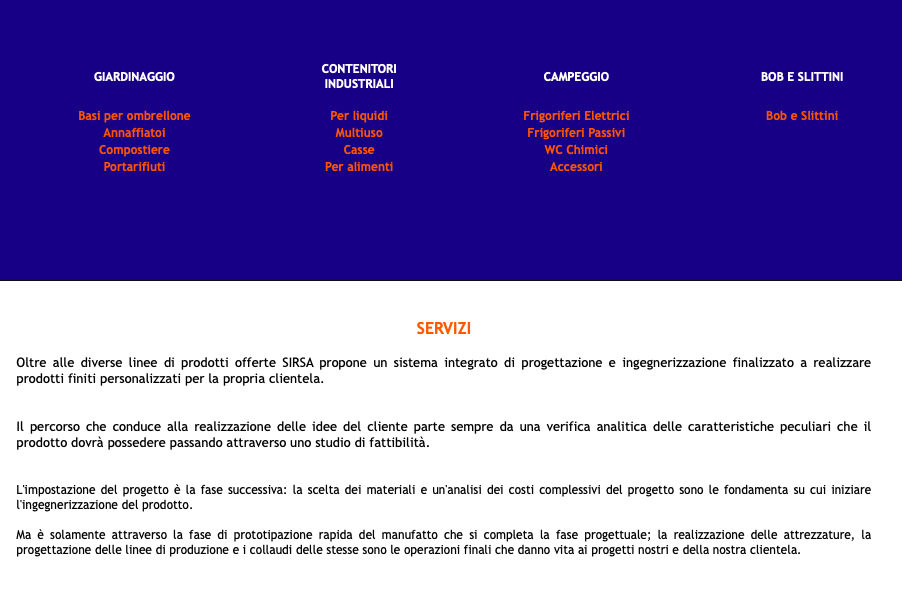 GIARDINAGGIO
Basi per ombrellone
Annaffiatoi
Compostiere
Portarifiuti
CONTENITORI
INDUSTRIALI
Per liquidi
Multiuso
Casse
Per alimenti
CAMPEGGIO
Frigoriferi Elettrici
Frigoriferi Passivi
WC Chimici
Accessori
BOB E SLITTINI
Bob e Slittini
SERVIZI
Oltre alle diverse linee di prodotti offerte SIRSA propone un sistema integrato di progettazione e ingegnerizzazione finalizzato a realizzare
prodotti finiti personalizzati per la propria clientela.
Il percorso che conduce alla realizzazione delle idee del cliente parte sempre da una verifica analitica delle caratteristiche peculiari che il
prodotto dovrà possedere passando attraverso uno studio di fattibilità.
L'impostazione del progetto è la fase successiva: la scelta dei materiali e un'analisi dei costi complessivi del progetto sono le fondamenta su cui iniziare
l'ingegnerizzazione del prodotto.
Ma è solamente attraverso la fase di prototipazione rapida del manufatto che si completa la fase progettuale; la realizzazione delle attrezzature, la
progettazione delle linee di produzione e i collaudi delle stesse sono le operazioni finali che danno vita ai progetti nostri e della nostra clientela.